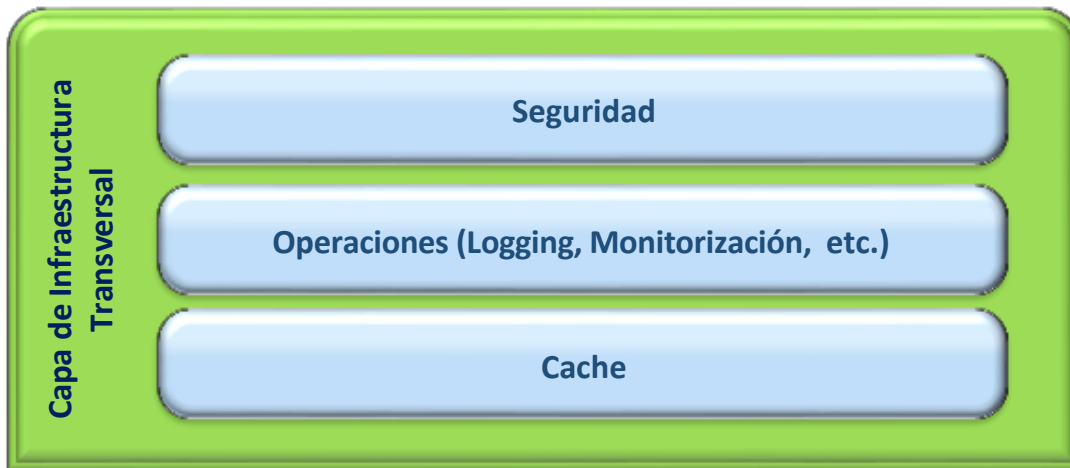 Capa de Infraestructura
Transversal
Seguridad
Operaciones (Logging, Monitorización,  etc.)
Cache